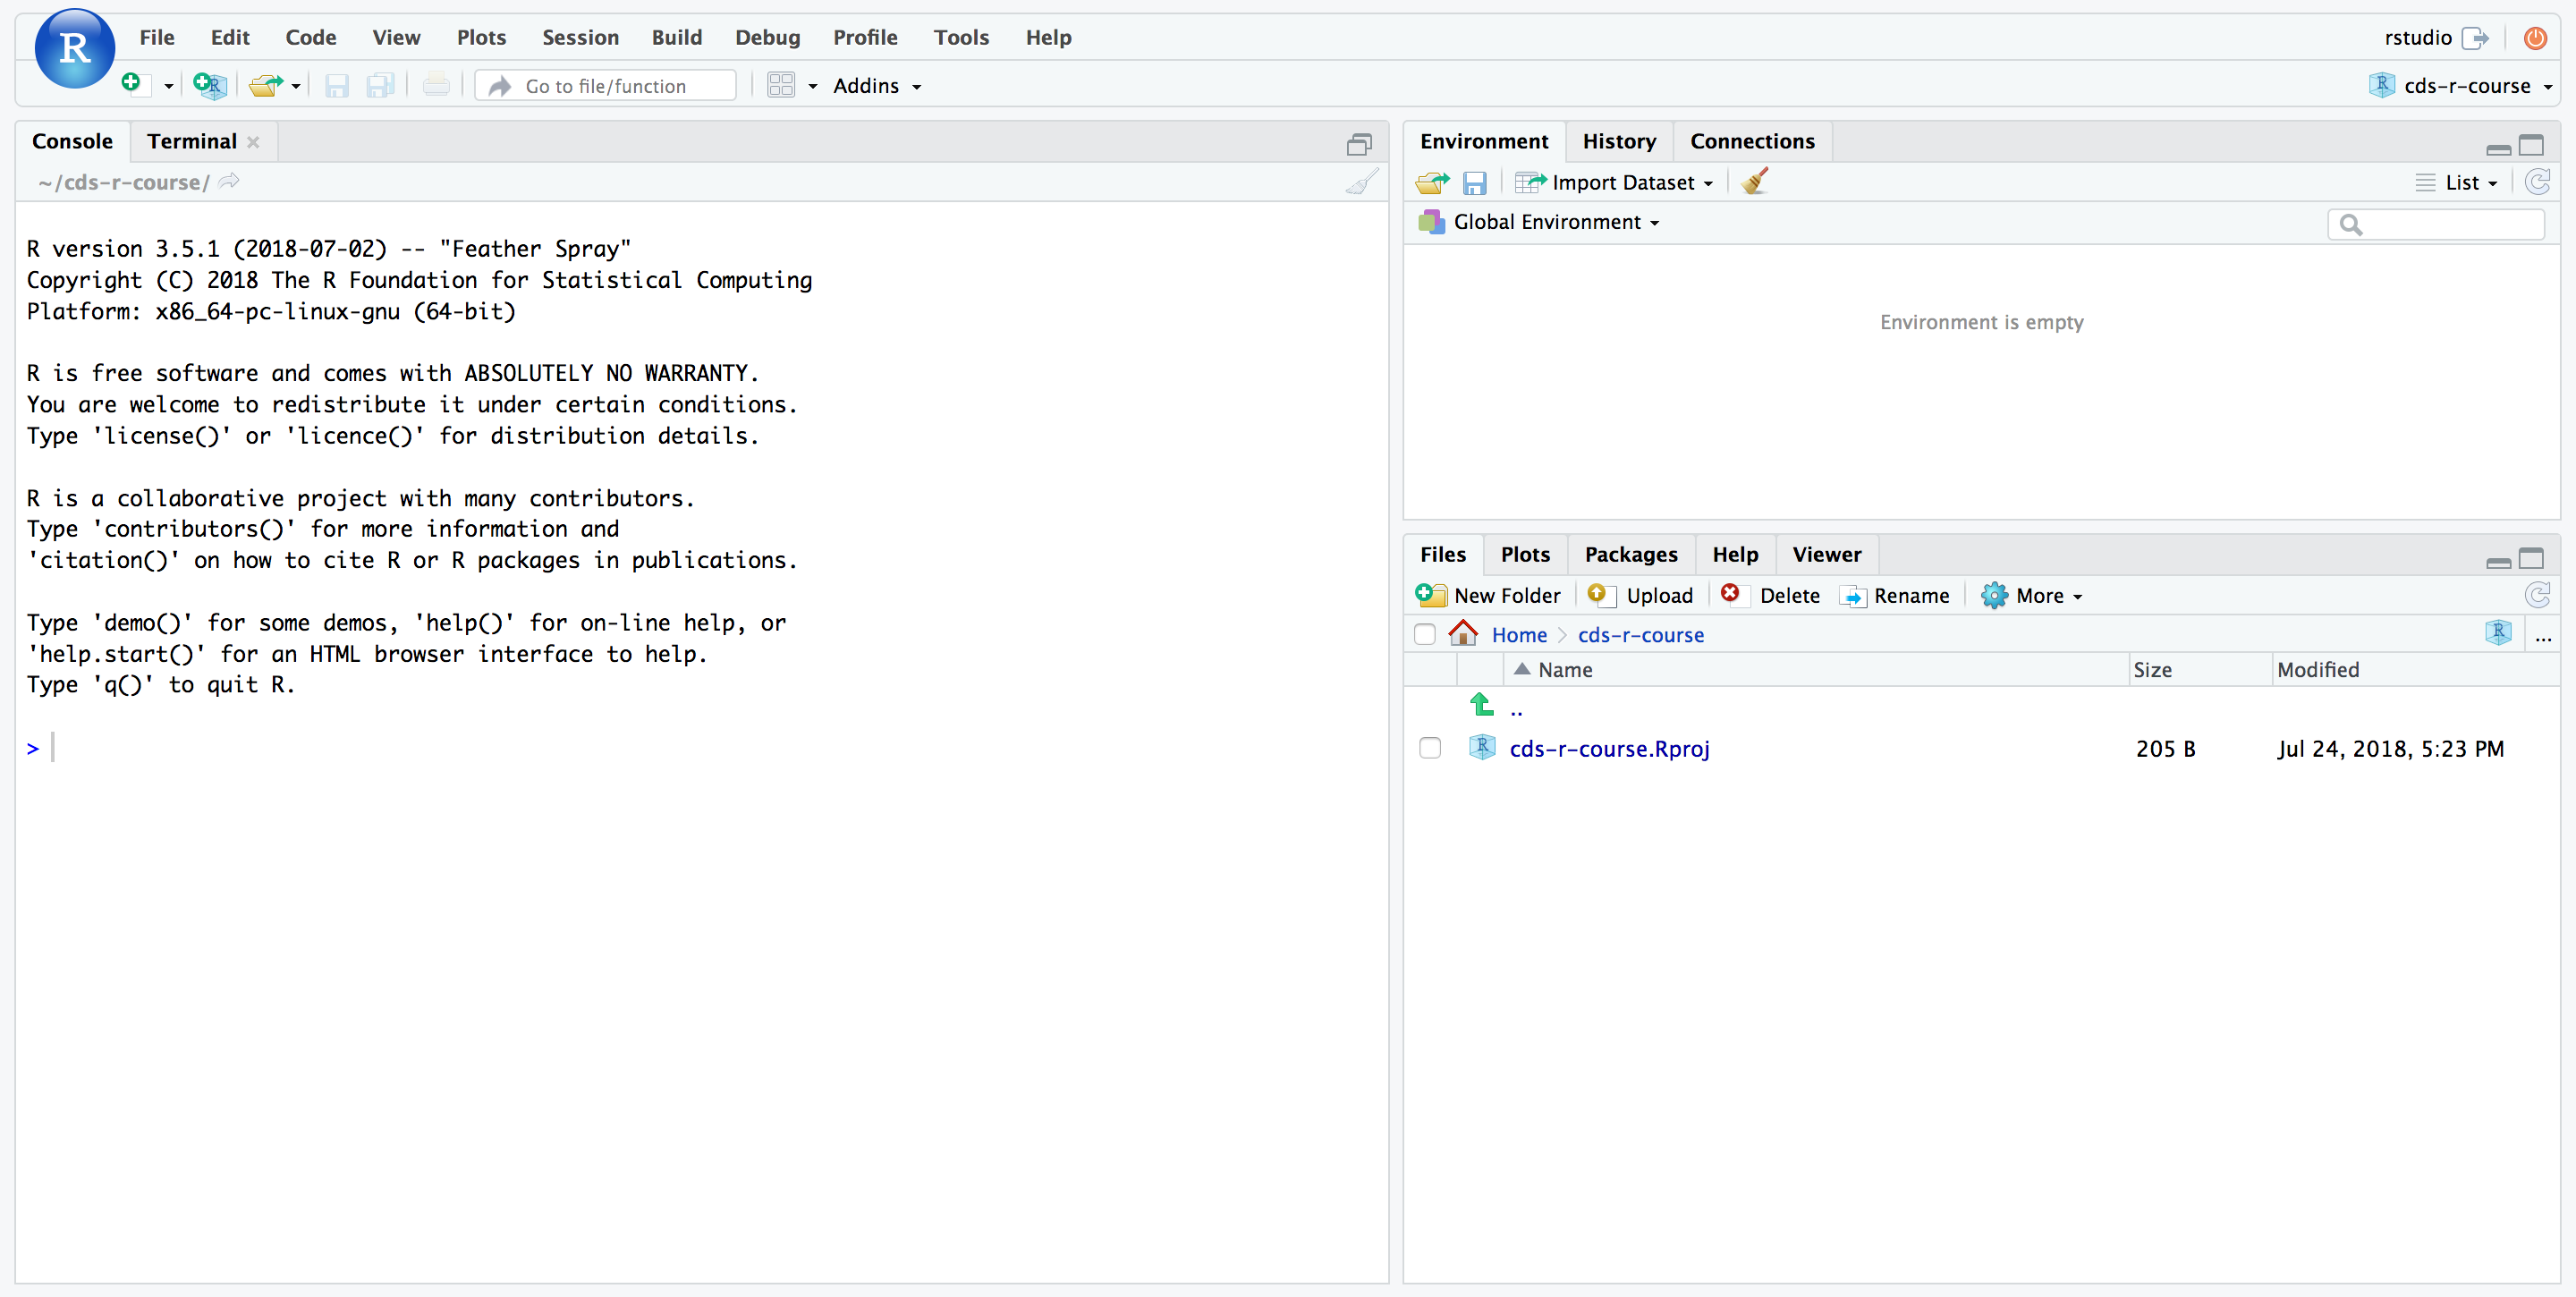 R
File Edit Code View Plots Session Build Debug Profile Tools Help
rstudio
Go to file/function
Addins
cds-r-course
Console Terminal
~/cds-r-course/
R version 3.5.1 (2018-07-02) -- "Feather Spray"
Copyright (C) 2018 The R Foundation for Statistical Computing
Platform: x86_64-pc-linux-gnu (64-bit)
R is free software and comes with ABSOLUTELY NO WARRANTY.
You are welcome to redistribute it under certain conditions.
Type 'license()' or 'licence()' for distribution details.
R is a collaborative project with many contributors.
Type 'contributors()' for more information and
'citation()' on how to cite R or R packages in publications.
Type 'demo()' for some demos, 'help()' for on-line help, or
'help.start()' for an HTML browser interface to help.
Type 'q()' to quit R.
>
Environment History Connections
Import Dataset
List
Global Environment
Environment is empty
Files Plots Packages Help Viewer
New Folder Upload Delete Rename More
Home cds-r-course
...
Name Size Modified
..
cds-r-course.Rproj 205 B Jul 24, 2018, 5:23 PM